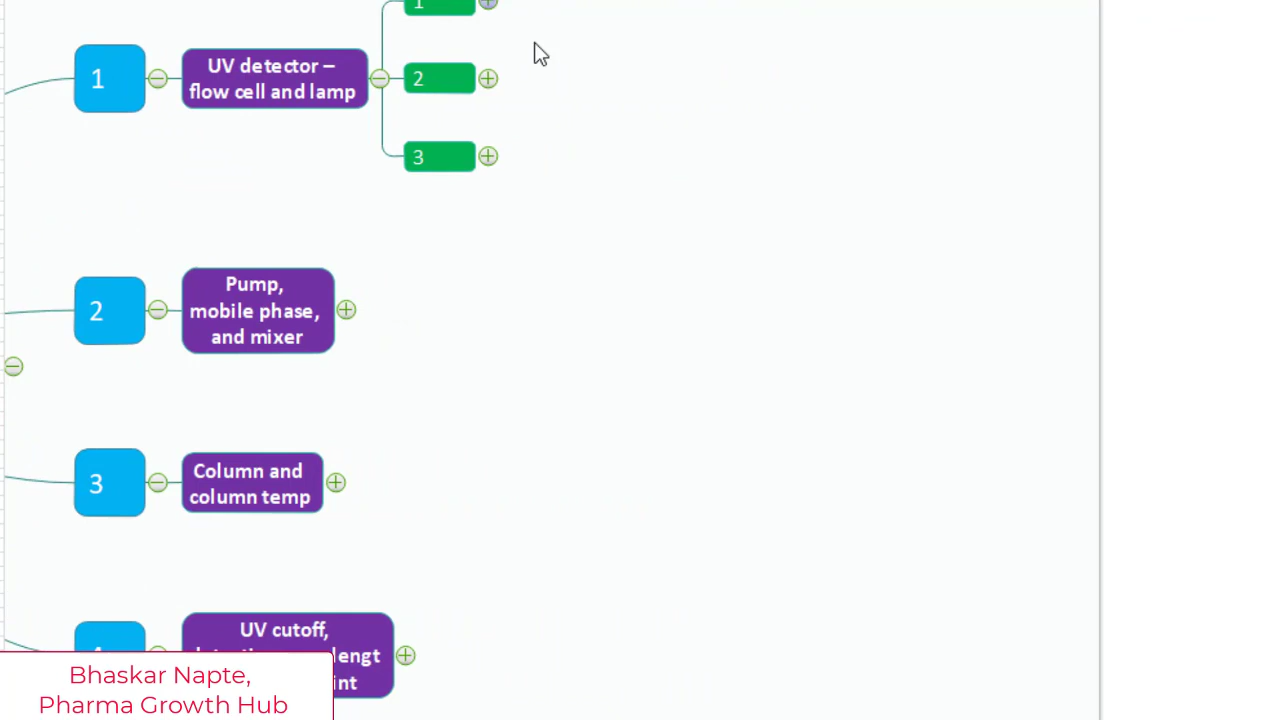 1
1
UV detector –
flow cell and lamp
2
3
2
Pump,
mobile phase,
and mixer
3
Column and
column temp
UV cutoff,
Bhaskar Napte,
Pharma Growth Hub